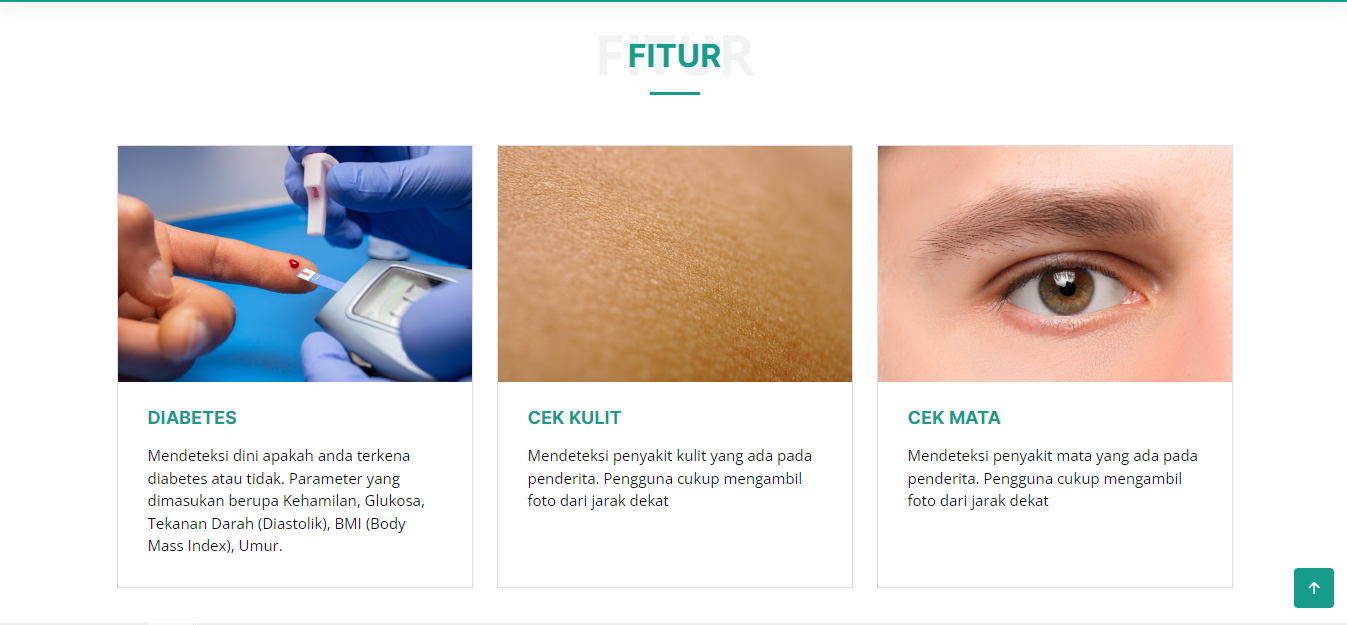 FITUR
FITUR
DIABETES
Mendeteksi dini apakah anda terkena
diabetes atau tidak. Parameter yang
dimasukan berupa Kehamilan, Glukosa,
Tekanan Darah (Diastolik), BMI (Body
Mass Index), Umur.
CEK KULIT
Mendeteksi penyakit kulit yang ada pada
penderita. Pengguna cukup mengambil
foto dari jarak dekat
CEK MATA
Mendeteksi penyakit mata yang ada pada
penderita. Pengguna cukup mengambil
foto dari jarak dekat